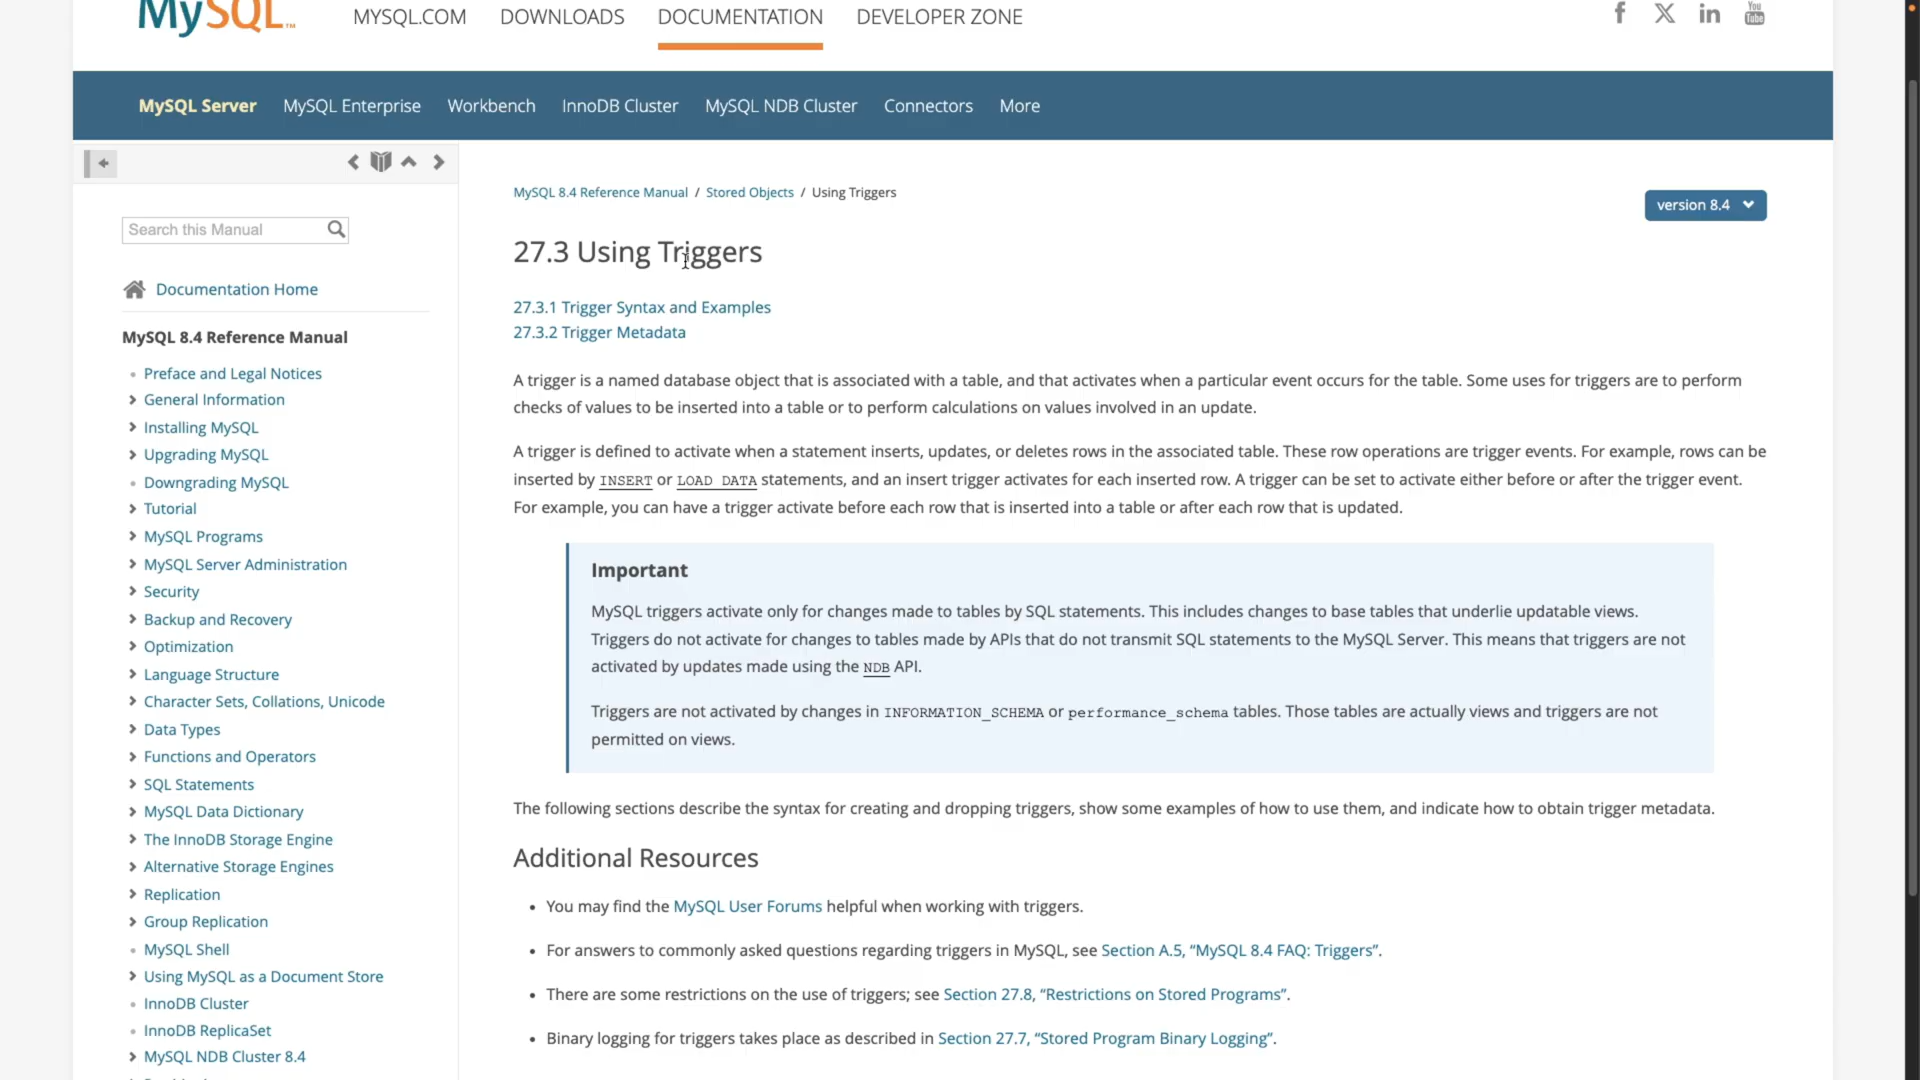 MySQL™
MYSQL.COM DOWNLOADS DOCUMENTATION DEVELOPER ZONE
You Tube
MySQL Server MySQL Enterprise Workbench InnoDB Cluster MySQL NDB Cluster Connectors More
Search this Manual
Documentation Home
MySQL 8.4 Reference Manual
Preface and Legal Notices
General Information
Installing MySQL
Upgrading MySQL
Downgrading MySQL
Tutorial
MySQL Programs
MySQL Server Administration
Security
Backup and Recovery
Optimization
Language Structure
Character Sets, Collations, Unicode
Data Types
Functions and Operators
SQL Statements
MySQL Data Dictionary
The InnoDB Storage Engine
Alternative Storage Engines
Replication
Group Replication
MySQL Shell
Using MySQL as a Document Store
InnoDB Cluster
InnoDB ReplicaSet
MySQL NDB Cluster 8.4
MySQL 8.4 Reference Manual / Stored Objects / Using Triggers
version 8.4
27.3 Using Triggers
27.3.1 Trigger Syntax and Examples
27.3.2 Trigger Metadata
A trigger is a named database object that is associated with a table, and that activates when a particular event occurs for the table. Some uses for triggers are to perform
checks of values to be inserted into a table or to perform calculations on values involved in an update.
A trigger is defined to activate when a statement inserts, updates, or deletes rows in the associated table. These row operations are trigger events. For example, rows can be
inserted by INSERT or LOAD DATA statements, and an insert trigger activates for each inserted row. A trigger can be set to activate either before or after the trigger event.
For example, you can have a trigger activate before each row that is inserted into a table or after each row that is updated.
Important
MySQL triggers activate only for changes made to tables by SQL statements. This includes changes to base tables that underlie updatable views.
Triggers do not activate for changes to tables made by APIs that do not transmit SQL statements to the MySQL Server. This means that triggers are not
activated by updates made using the NDB API.
Triggers are not activated by changes in INFORMATION_SCHEMA or performance_schema tables. Those tables are actually views and triggers are not
permitted on views.
The following sections describe the syntax for creating and dropping triggers, show some examples of how to use them, and indicate how to obtain trigger metadata.
Additional Resources
• You may find the MySQL User Forums helpful when working with triggers.
• For answers to commonly asked questions regarding triggers in MySQL, see Section A.5, “MySQL 8.4 FAQ: Triggers”.
• There are some restrictions on the use of triggers; see Section 27.8, “Restrictions on Stored Programs”.
• Binary logging for triggers takes place as described in Section 27.7, “Stored Program Binary Logging”.